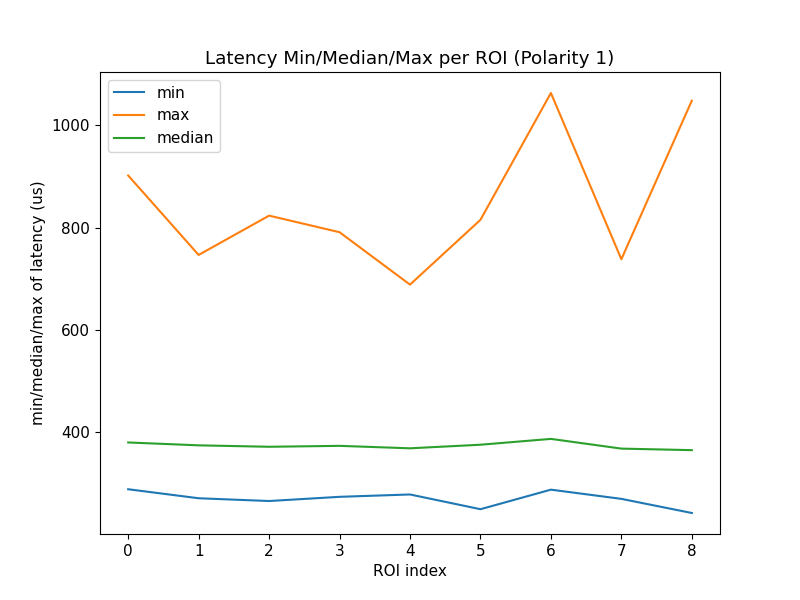 Latency Min/Median/Max per ROI (Polarity 1)
min
max
median
1000
800
600
400
min/median/max of latency (us)
0 1 2 3 4 5 6 7 8
ROI index